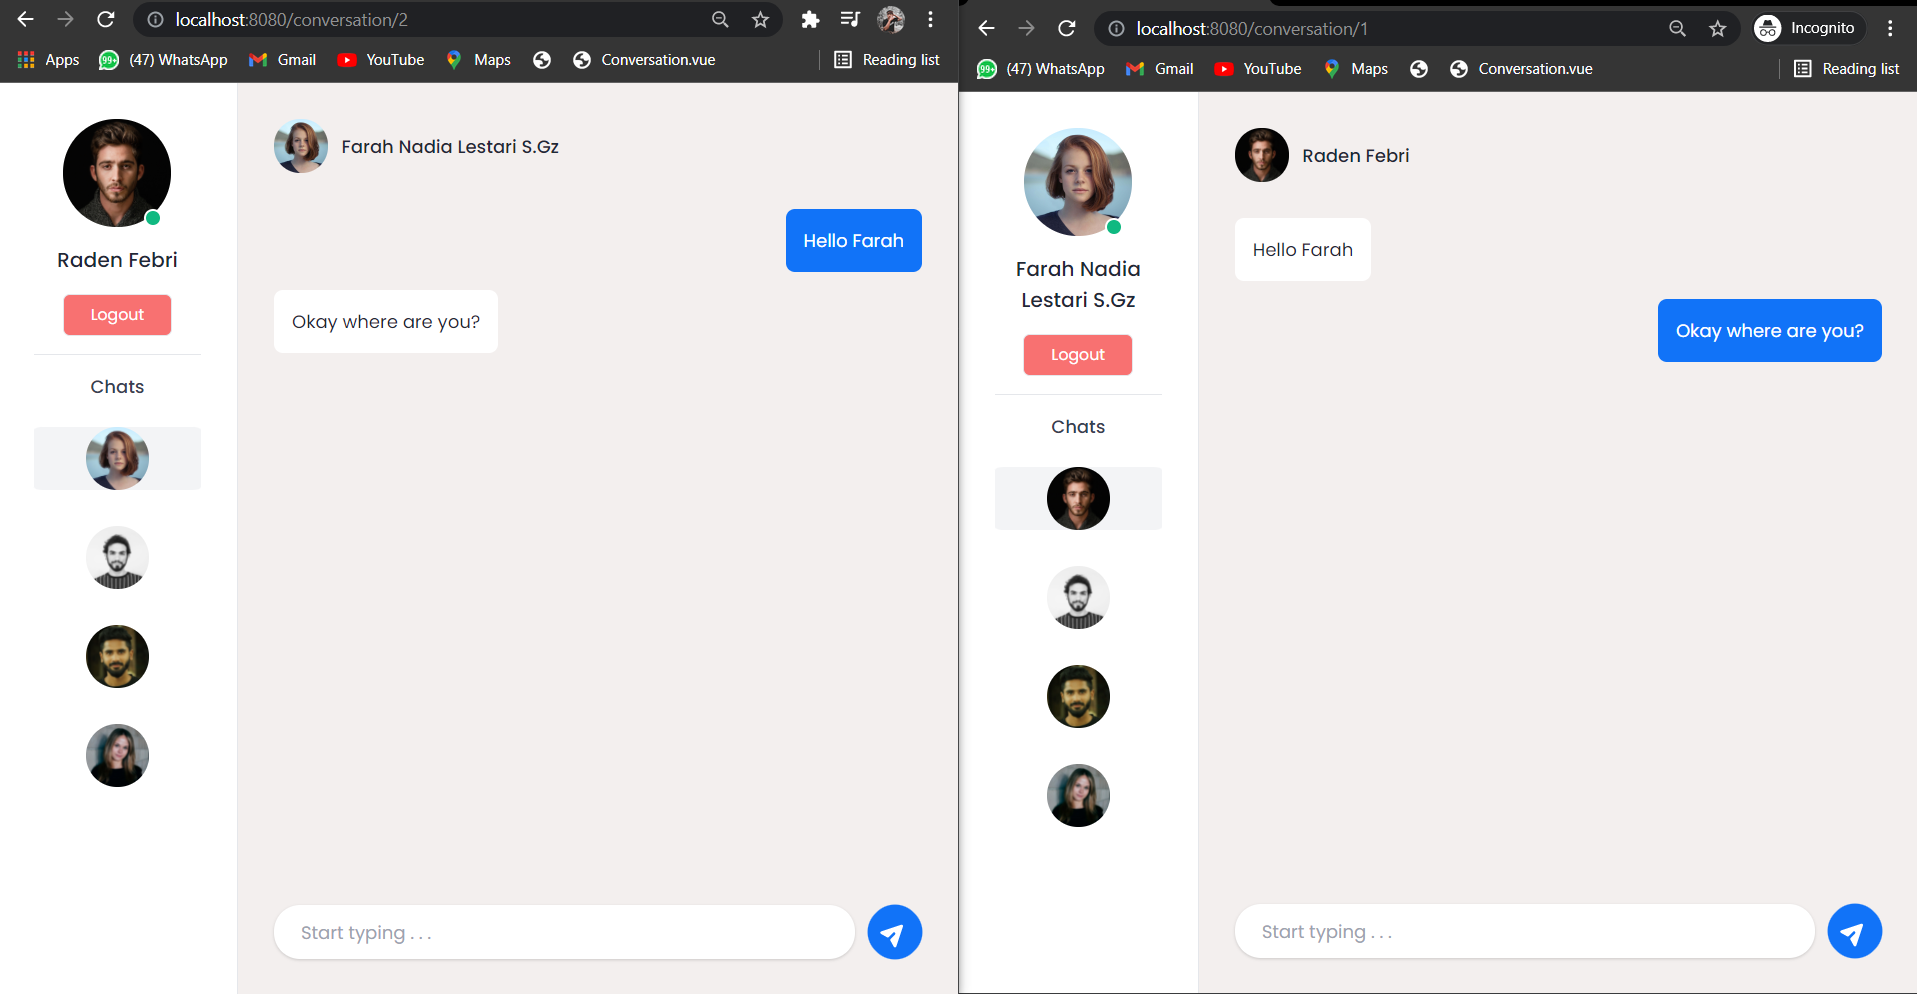 localhost:8080/conversation/2
Apps
99+
(47) WhatsApp
Gmail
YouTube
Maps
Conversation.vue
Reading list
Raden Febri
Logout
Chats
Farah Nadia Lestari S.Gz
Hello Farah
Okay where are you?
Start typing . . .
localhost:8080/conversation/1
Incognito
99+
(47) WhatsApp
Gmail
YouTube
Maps
Conversation.vue
Reading list
Farah Nadia
Lestari S.Gz
Logout
Chats
Raden Febri
Hello Farah
Okay where are you?
Start typing . . .